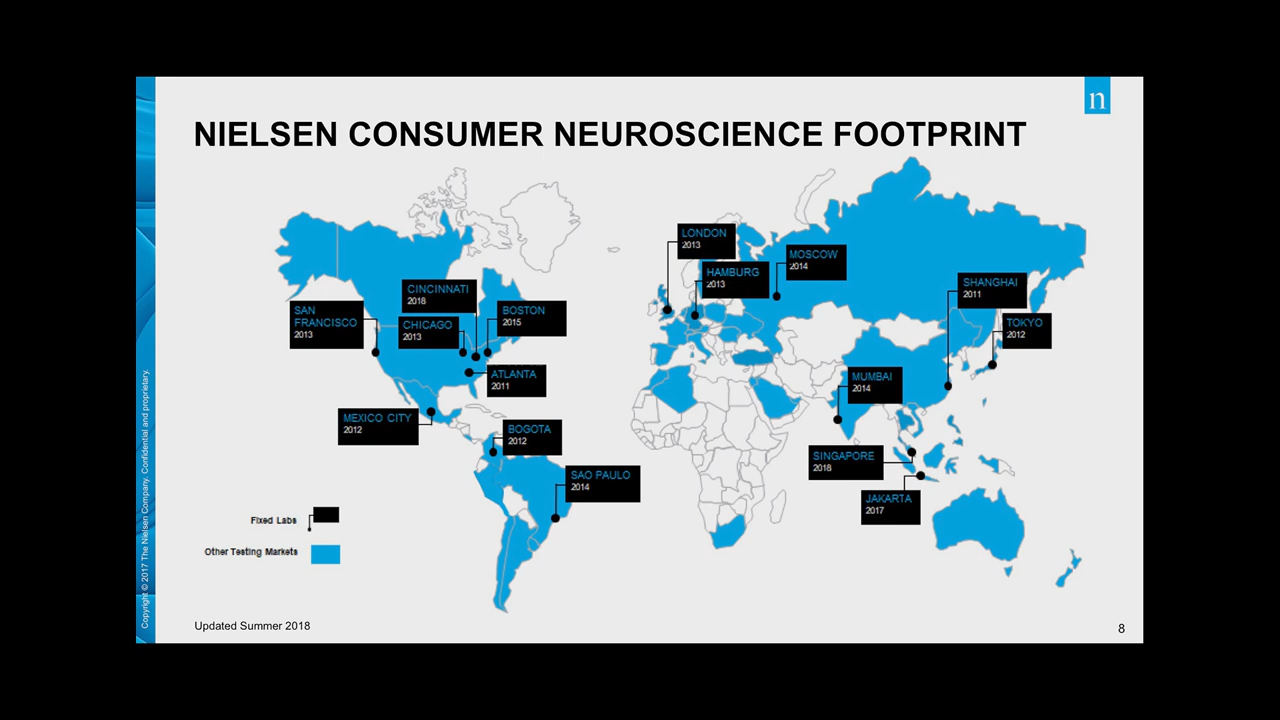 n
NIELSEN CONSUMER NEUROSCIENCE FOOTPRINT
LONDON
2013
HAMBURG
2013
MOSCOW
2014
SHANGHAI
2011
TOKYO
2012
CINCINNATI
2018
SAN
FRANCISCO
2013
CHICAGO
2013
BOSTON
2015
ATLANTA
2011
MUMBAI
2014
MEXICO CITY
2012
BOGOTA
2012
SINGAPORE
2018
SAO PAULO
2014
JAKARTA
2017
Fixed Labs
Other Testing Markets
Updated Summer 2018
8
Copyright © 2017 The Nielsen Company. Confidential and proprietary.